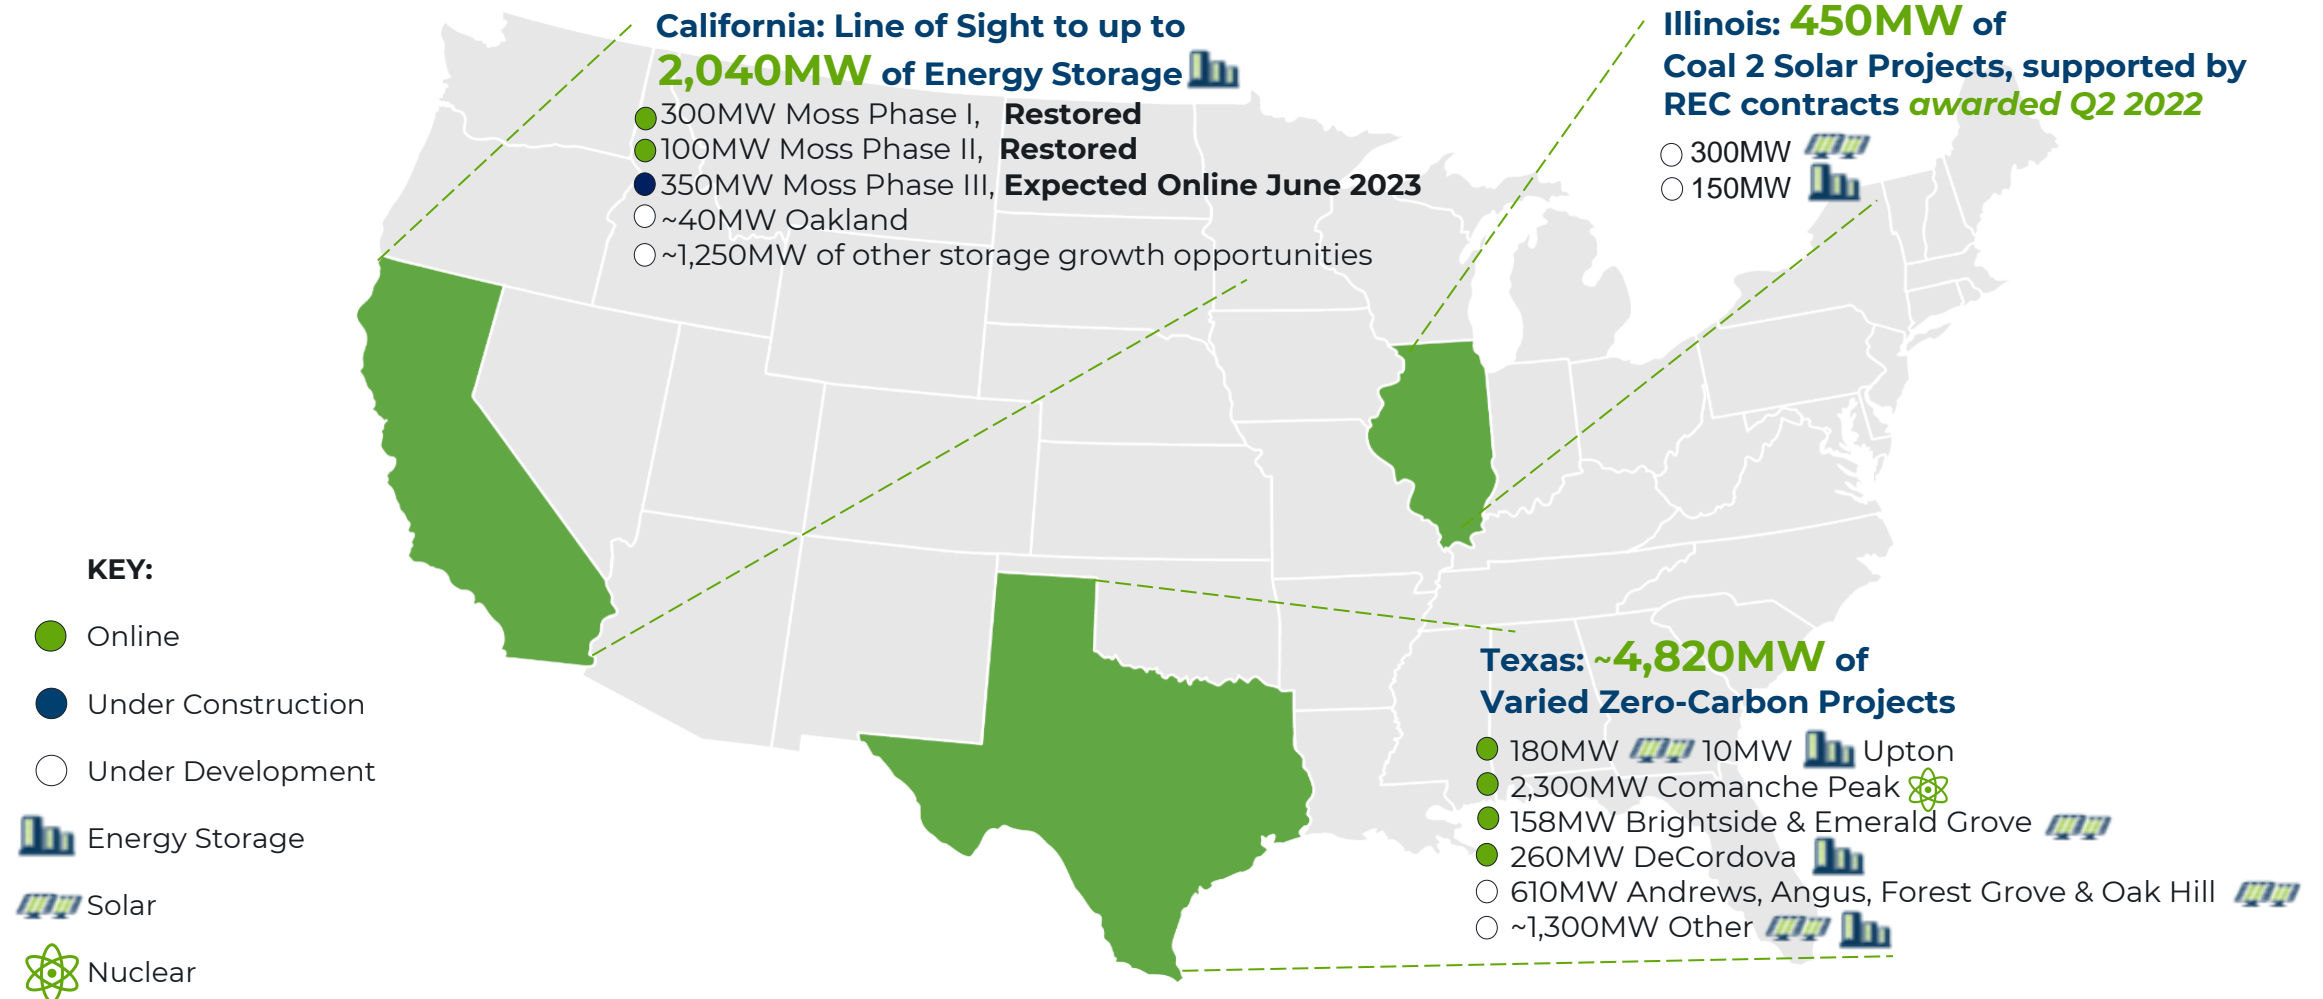 California: Line of Sight to up to
2,040MW of Energy Storage
300MW Moss Phase I, Restored
100MW Moss Phase II, Restored
350MW Moss Phase III, Expected Online June 2023
~40MW Oakland
~1,250MW of other storage growth opportunities
Illinois: 450MW of
Coal 2 Solar Projects, supported by
REC contracts awarded Q2 2022
300MW
150MW
KEY:
Online
Under Construction
Under Development
Energy Storage
Solar
Nuclear
Texas: ~4,820MW of
Varied Zero-Carbon Projects
180MW 10MW Upton
2,300MW Comanche Peak
158MW Brightside & Emerald Grove
260MW DeCordova
610MW Andrews, Angus, Forest Grove & Oak Hill
~1,300MW Other